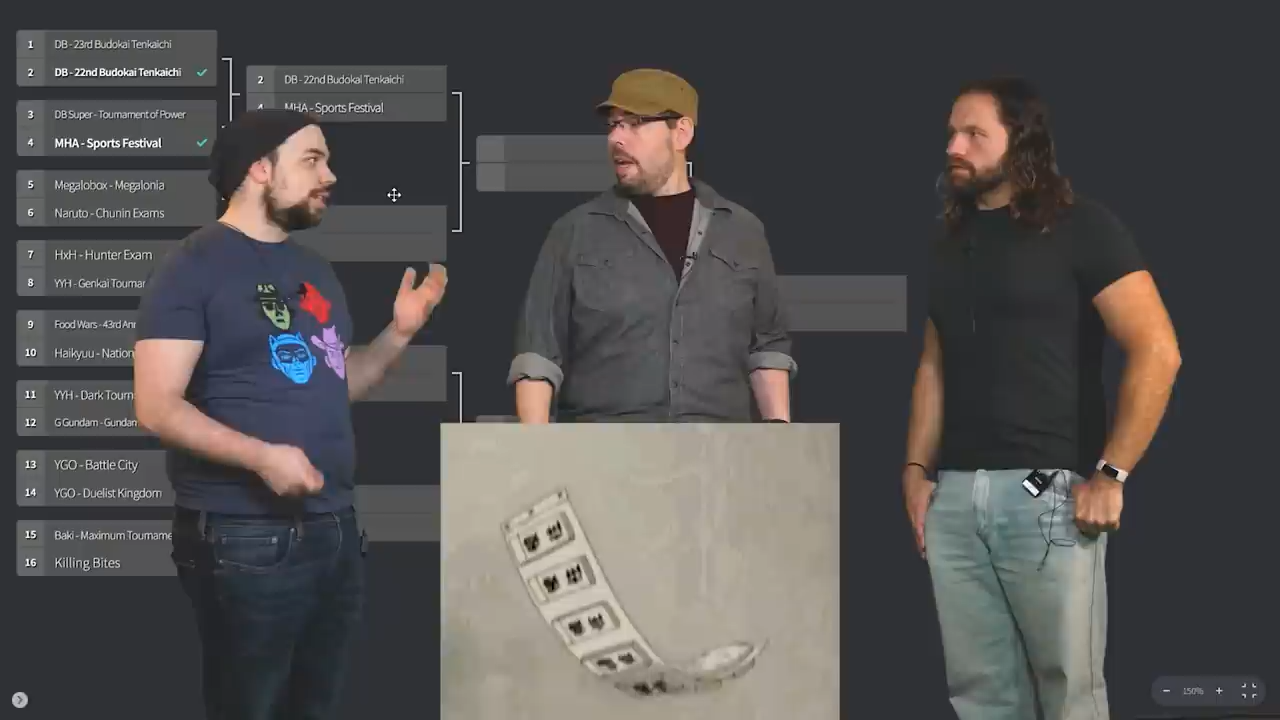 1 DB - 23rd Budokai Tenkaichi
2 DB - 22nd Budokai Tenkaichi
3 DB Super - Tournament of Power
4 MHA - Sports Festival
5 Megalobox - Megalonia
6 Naruto - Chunin Exams
7 HxH - Hunter Exam
8 YYH - Genkai Tournar
9 Food Wars - 43rd Ann
10 Haikyuu - Nation
11 YYH - Dark Tourn
12 G Gundam - Gundan
13 YGO - Battle City
14 YGO - Duelist Kingdom
15 Baki - Maximum Tourname
16 Killing Bites
2 DB - 22nd Budokai Tenkaichi
4 MHA - Sports Festival
150%